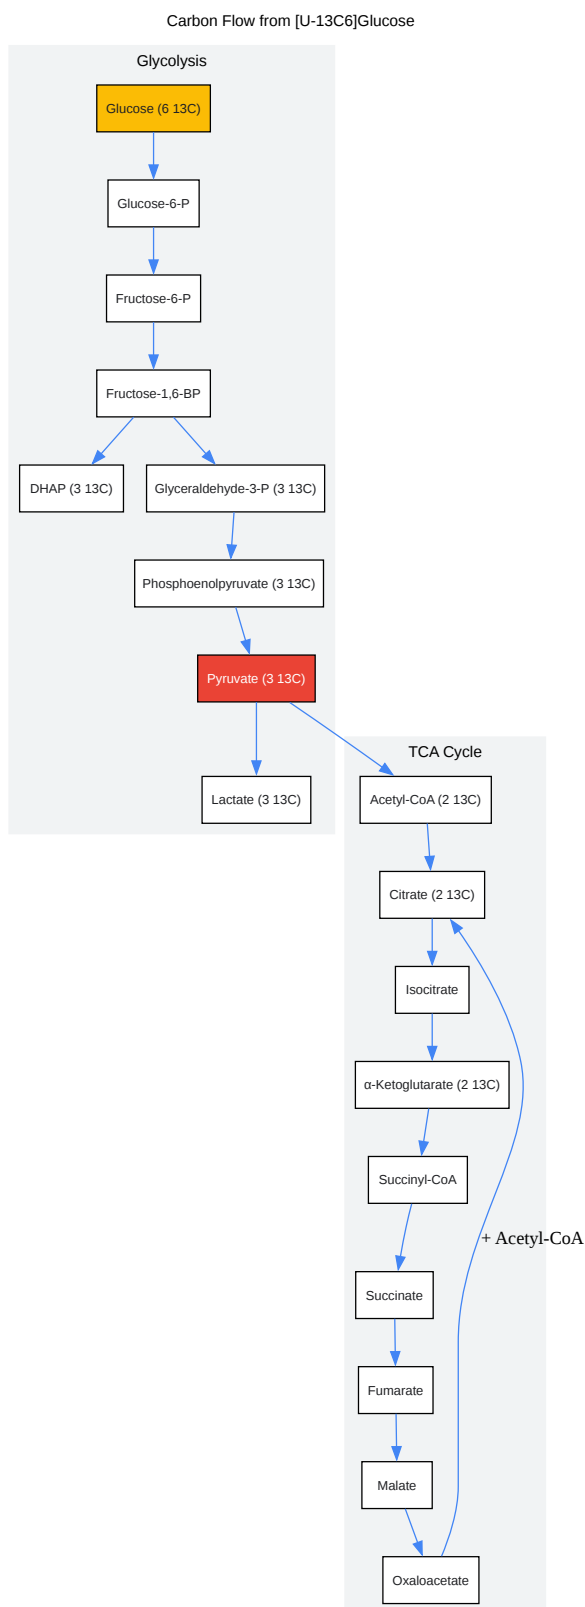 Carbon Flow from [U-13C6]Glucose
Glycolysis
Glucose (6 13C)
Glucose-6-P
Fructose-6-P
Fructose-1,6-BP
DHAP (3 13C)
Glyceraldehyde-3-P (3 13C)
Phosphoenolpyruvate (3 13C)
Pyruvate (3 13C)
Lactate (3 13C)
TCA Cycle
Acetyl-CoA (2 13C)
Citrate (2 13C)
Isocitrate
α-Ketoglutarate (2 13C)
Succinyl-CoA
+ Acetyl-CoA
Succinate
Fumarate
Malate
Oxaloacetate